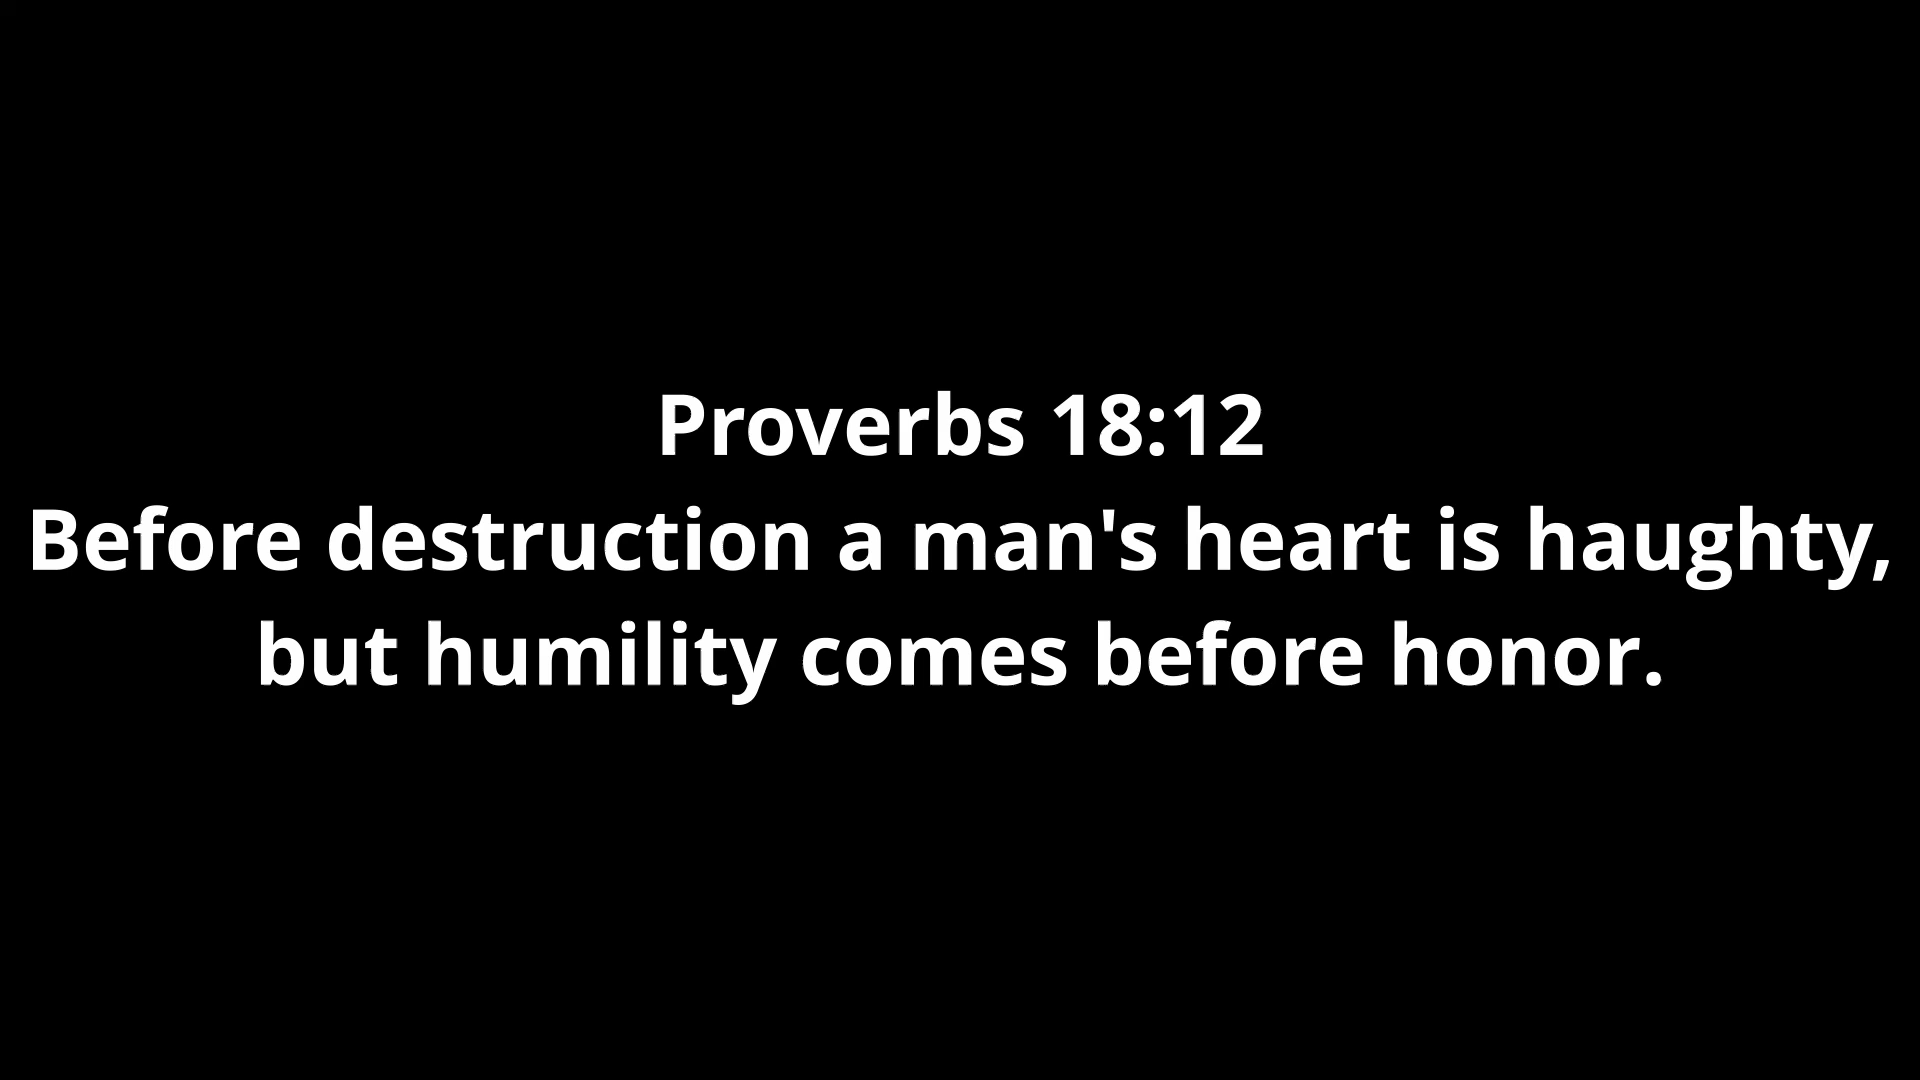 Proverbs 18:12
Before destruction a man's heart is haughty,
but humility comes before honor.